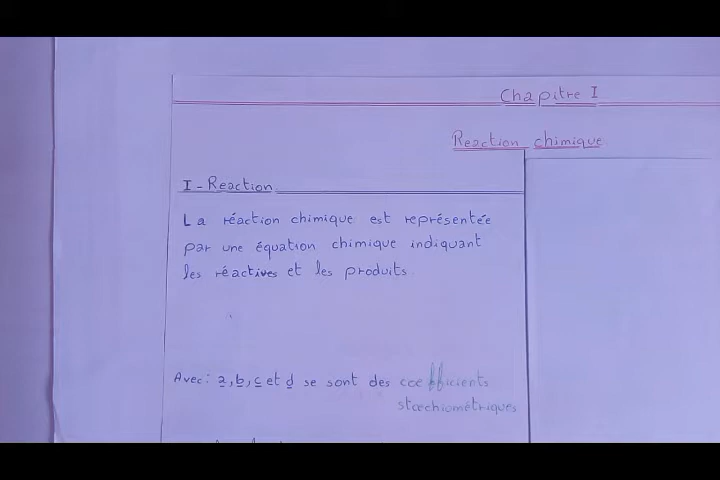 Chapitre I
Reaction chimique
I - Reaction
La réaction chimique est représentée
par une équation chimique indiquant
les réactives et les produits.
Avec: a, b, c et d se sont des coefficients
stœchiométriques